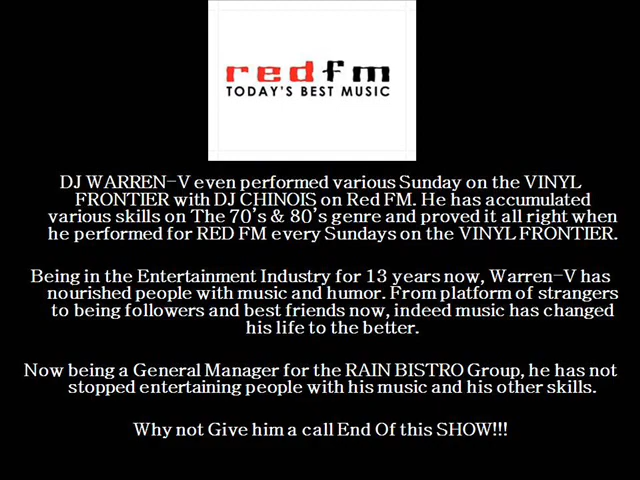 redfm
TODAY'S BEST MUSIC
DJ WARREN-V even performed various Sunday on the VINYL
FRONTIER with DJ CHINOIS on Red FM. He has accumulated
various skills on The 70's & 80's genre and proved it all right when
he performed for RED FM every Sundays on the VINYL FRONTIER.
Being in the Entertainment Industry for 13 years now, Warren-V has
nourished people with music and humor. From platform of strangers
to being followers and best friends now, indeed music has changed
his life to the better.
Now being a General Manager for the RAIN BISTRO Group, he has not
stopped entertaining people with his music and his other skills.
Why not Give him a call End Of this SHOW!!!